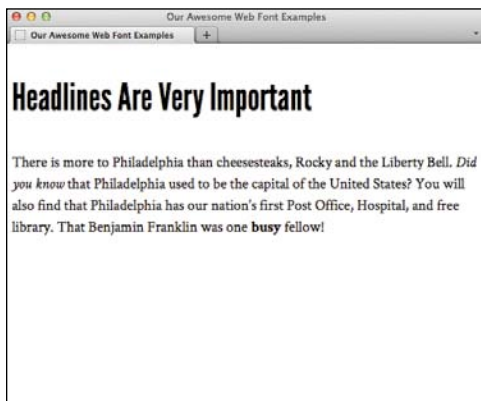 Our Awesome Web Font Examples
Our Awesome Web Font Examples
Headlines Are Very Important
There is more to Philadelphia than cheesesteaks, Rocky and the Liberty Bell. Did
you know that Philadelphia used to be the capital of the United States? You will
also find that Philadelphia has our nation's first Post Office, Hospital, and free
library. That Benjamin Franklin was one busy fellow!